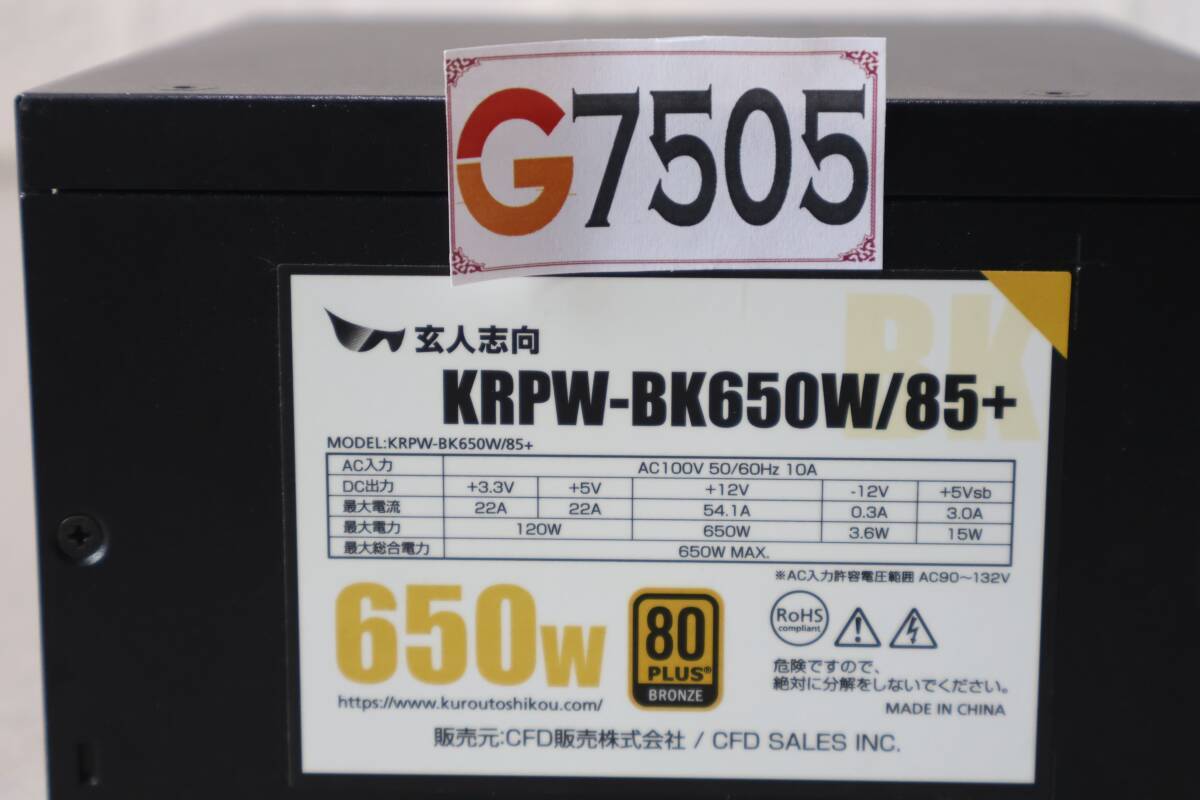 G7505
玄人志向
BK
KRPW-BK650W/85+
MODEL:KRPW-BK650W/85+
AC入力 AC100V 50/60Hz 10A
DC出力 +3.3V +5V +12V -12V +5Vsb
最大電流 22A 22A 54.1A 0.3A 3.0A
最大電力 120W 650W 3.6W 15W
最大総合電力 650W MAX.
※AC入力許容電圧範囲 AC90～132V
650W
80
PLUS®
BRONZE
RoHS
compliant
危険ですので、
絶対に分解をしないでください。
https://www.kuroutoshikou.com/
MADE IN CHINA
販売元:CFD販売株式会社 / CFD SALES INC.